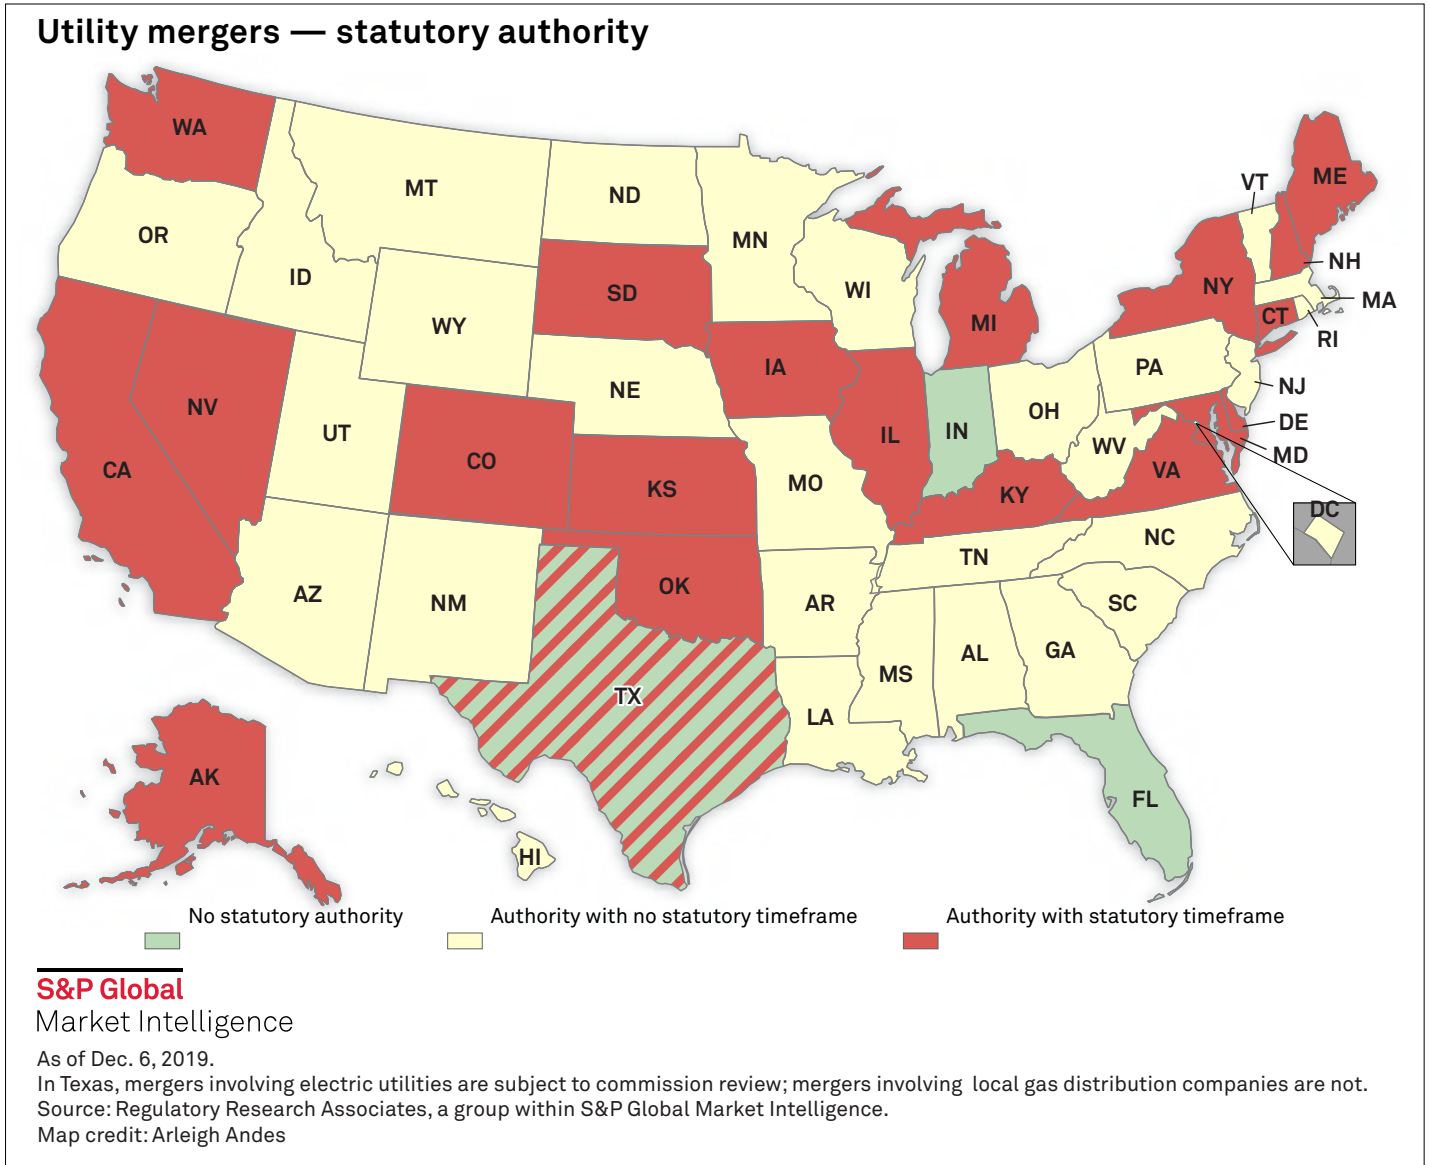 Utility mergers — statutory authority
WA
ME
VT
MT
ND
OR
MN
NH
ID
SD
WI
NY
MA
WY
MI
CT
RI
IA
PA
NE
NJ
NV
OH
UT
IL
IN
DE
WV
MD
CO
CA
VA
KS
MO
KY
DC
NC
TN
OK
AZ
NM
AR
SC
AL
GA
MS
TX
LA
AK
FL
HI
No statutory authority
Authority with no statutory timeframe
Authority with statutory timeframe
S&P Global
Market Intelligence
As of Dec. 6, 2019.
In Texas, mergers involving electric utilities are subject to commission review; mergers involving local gas distribution companies are not.
Source: Regulatory Research Associates, a group within S&P Global Market Intelligence.
Map credit: Arleigh Andes